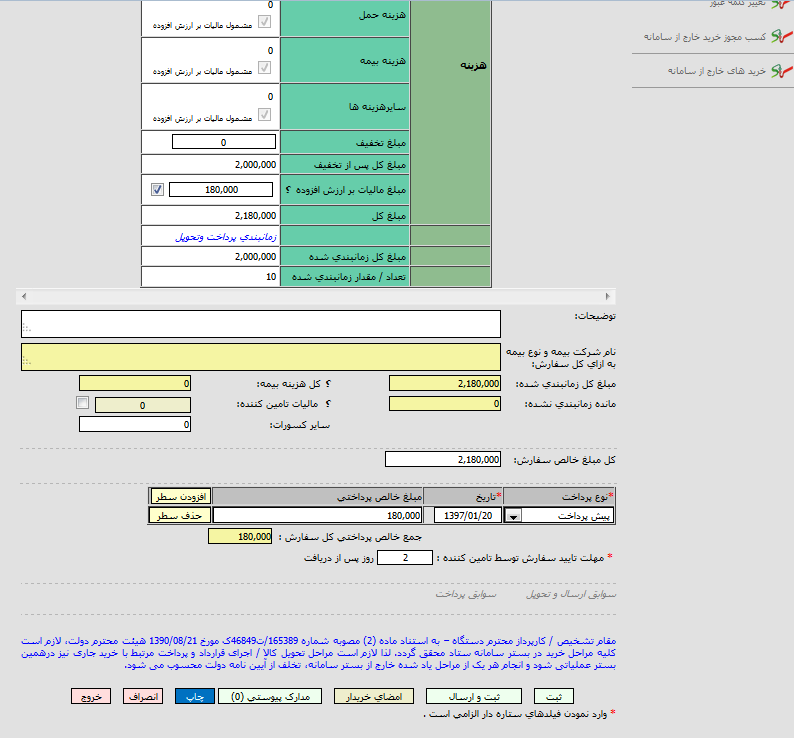 تغییر کلمه عبور
کسب مجوز خرید خارج از سامانه
خرید های خارج از سامانه
هزینه
هزینه حمل
0
مشمول مالیات بر ارزش افزوده
هزینه بیمه
0
مشمول مالیات بر ارزش افزوده
سایرهزینه ها
0
مشمول مالیات بر ارزش افزوده
مبلغ تخفیف 0
مبلغ کل پس از تخفیف 2,000,000
مبلغ مالیات بر ارزش افزوده ؟ 180,000
مبلغ کل 2,180,000
زمانبندي پرداخت وتحویل
مبلغ کل زمانبندي شده 2,000,000
تعداد / مقدار زمانبندي شده 10
توضیحات:
نام شرکت بیمه و نوع بیمه
به ازاي کل سفارش:
مبلغ کل زمانبندي شده: 2,180,000 ؟ کل هزینه بیمه: 0
مانده زمانبندي نشده: 0 ؟ مالیات تامین کننده: 0
سایر کسورات: 0
کل مبلغ خالص سفارش: 2,180,000
*نوع پرداخت *تاریخ مبلغ خالص پرداختي افزودن سطر
پیش پرداخت 1397/01/20 180,000 حذف سطر
جمع خالص پرداختي کل سفارش : 180,000
* مهلت تایید سفارش توسط تامین کننده : 2 روز پس از دریافت
سوابق ارسال و تحویل سوابق پرداخت
مقام تشخیص / کارپرداز محترم دستگاه – به استناد ماده (2) مصوبه شماره 165389/ت46849ک مورخ 1390/08/21 هیئت محترم دولت، لازم است
کلیه مراحل خرید در بستر سامانه ستاد محقق گردد. لذا لازم است مراحل تحویل کالا / اجرای قرارداد و پرداخت مرتبط با خرید جاری نیز درهمین
بستر عملیاتی شود و انجام هر یک از مراحل یاد شده خارج از بستر سامانه، تخلف از آیین نامه دولت محسوب می شود.
ثبت ثبت و ارسال امضاي خریدار مدارک پیوستي (0) چاپ انصراف خروج
* وارد نمودن فیلدهاي ستاره دار الزامي است .